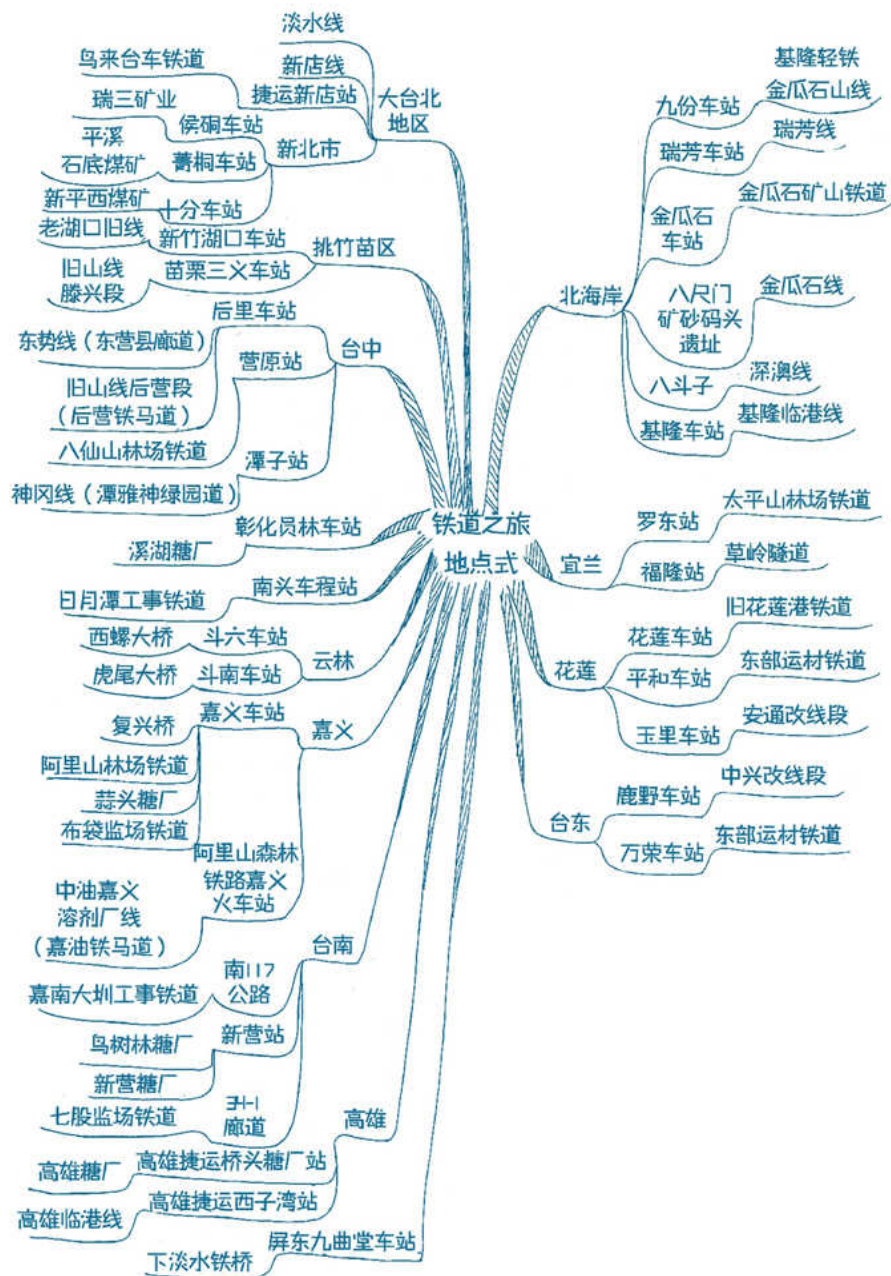 铁道之旅
地点式
大台北
地区
淡水线
新店线
捷运新店站
鸟来台车铁道
新北市
侯硐车站
瑞三矿业
菁桐车站
平溪
石底煤矿
十分车站
新平西煤矿
挑竹苗区
新竹湖口车站
老湖口旧线
苗栗三义车站
旧山线
滕兴段
台中
后里车站
东势线（东营县廊道）
旧山线后营段
（后营铁马道）
营原站
八仙山林场铁道
潭子站
神冈线（潭雅神绿园道）
彰化员林车站
溪湖糖厂
南头车程站
日月潭工事铁道
云林
斗六车站
西螺大桥
斗南车站
虎尾大桥
嘉义
嘉义车站
复兴桥
阿里山林场铁道
蒜头糖厂
布袋监场铁道
阿里山森林
铁路嘉义
火车站
中油嘉义
溶剂厂线
（嘉油铁马道）
台南
南117
公路
嘉南大圳工事铁道
新营站
鸟树林糖厂
新营糖厂
廊道
七股监场铁道
高雄
高雄捷运桥头糖厂站
高雄糖厂
高雄捷运西子湾站
高雄临港线
屏东九曲堂车站
下淡水铁桥
北海岸
九份车站
基隆轻铁
金瓜石山线
瑞芳车站
瑞芳线
金瓜石
车站
金瓜石矿山铁道
八尺门
矿砂码头
遗址
金瓜石线
八斗子
深澳线
基隆车站
基隆临港线
宜兰
罗东站
太平山林场铁道
福隆站
草岭隧道
花莲
花莲车站
旧花莲港铁道
平和车站
东部运材铁道
玉里车站
安通改线段
台东
鹿野车站
中兴改线段
万荣车站
东部运材铁道